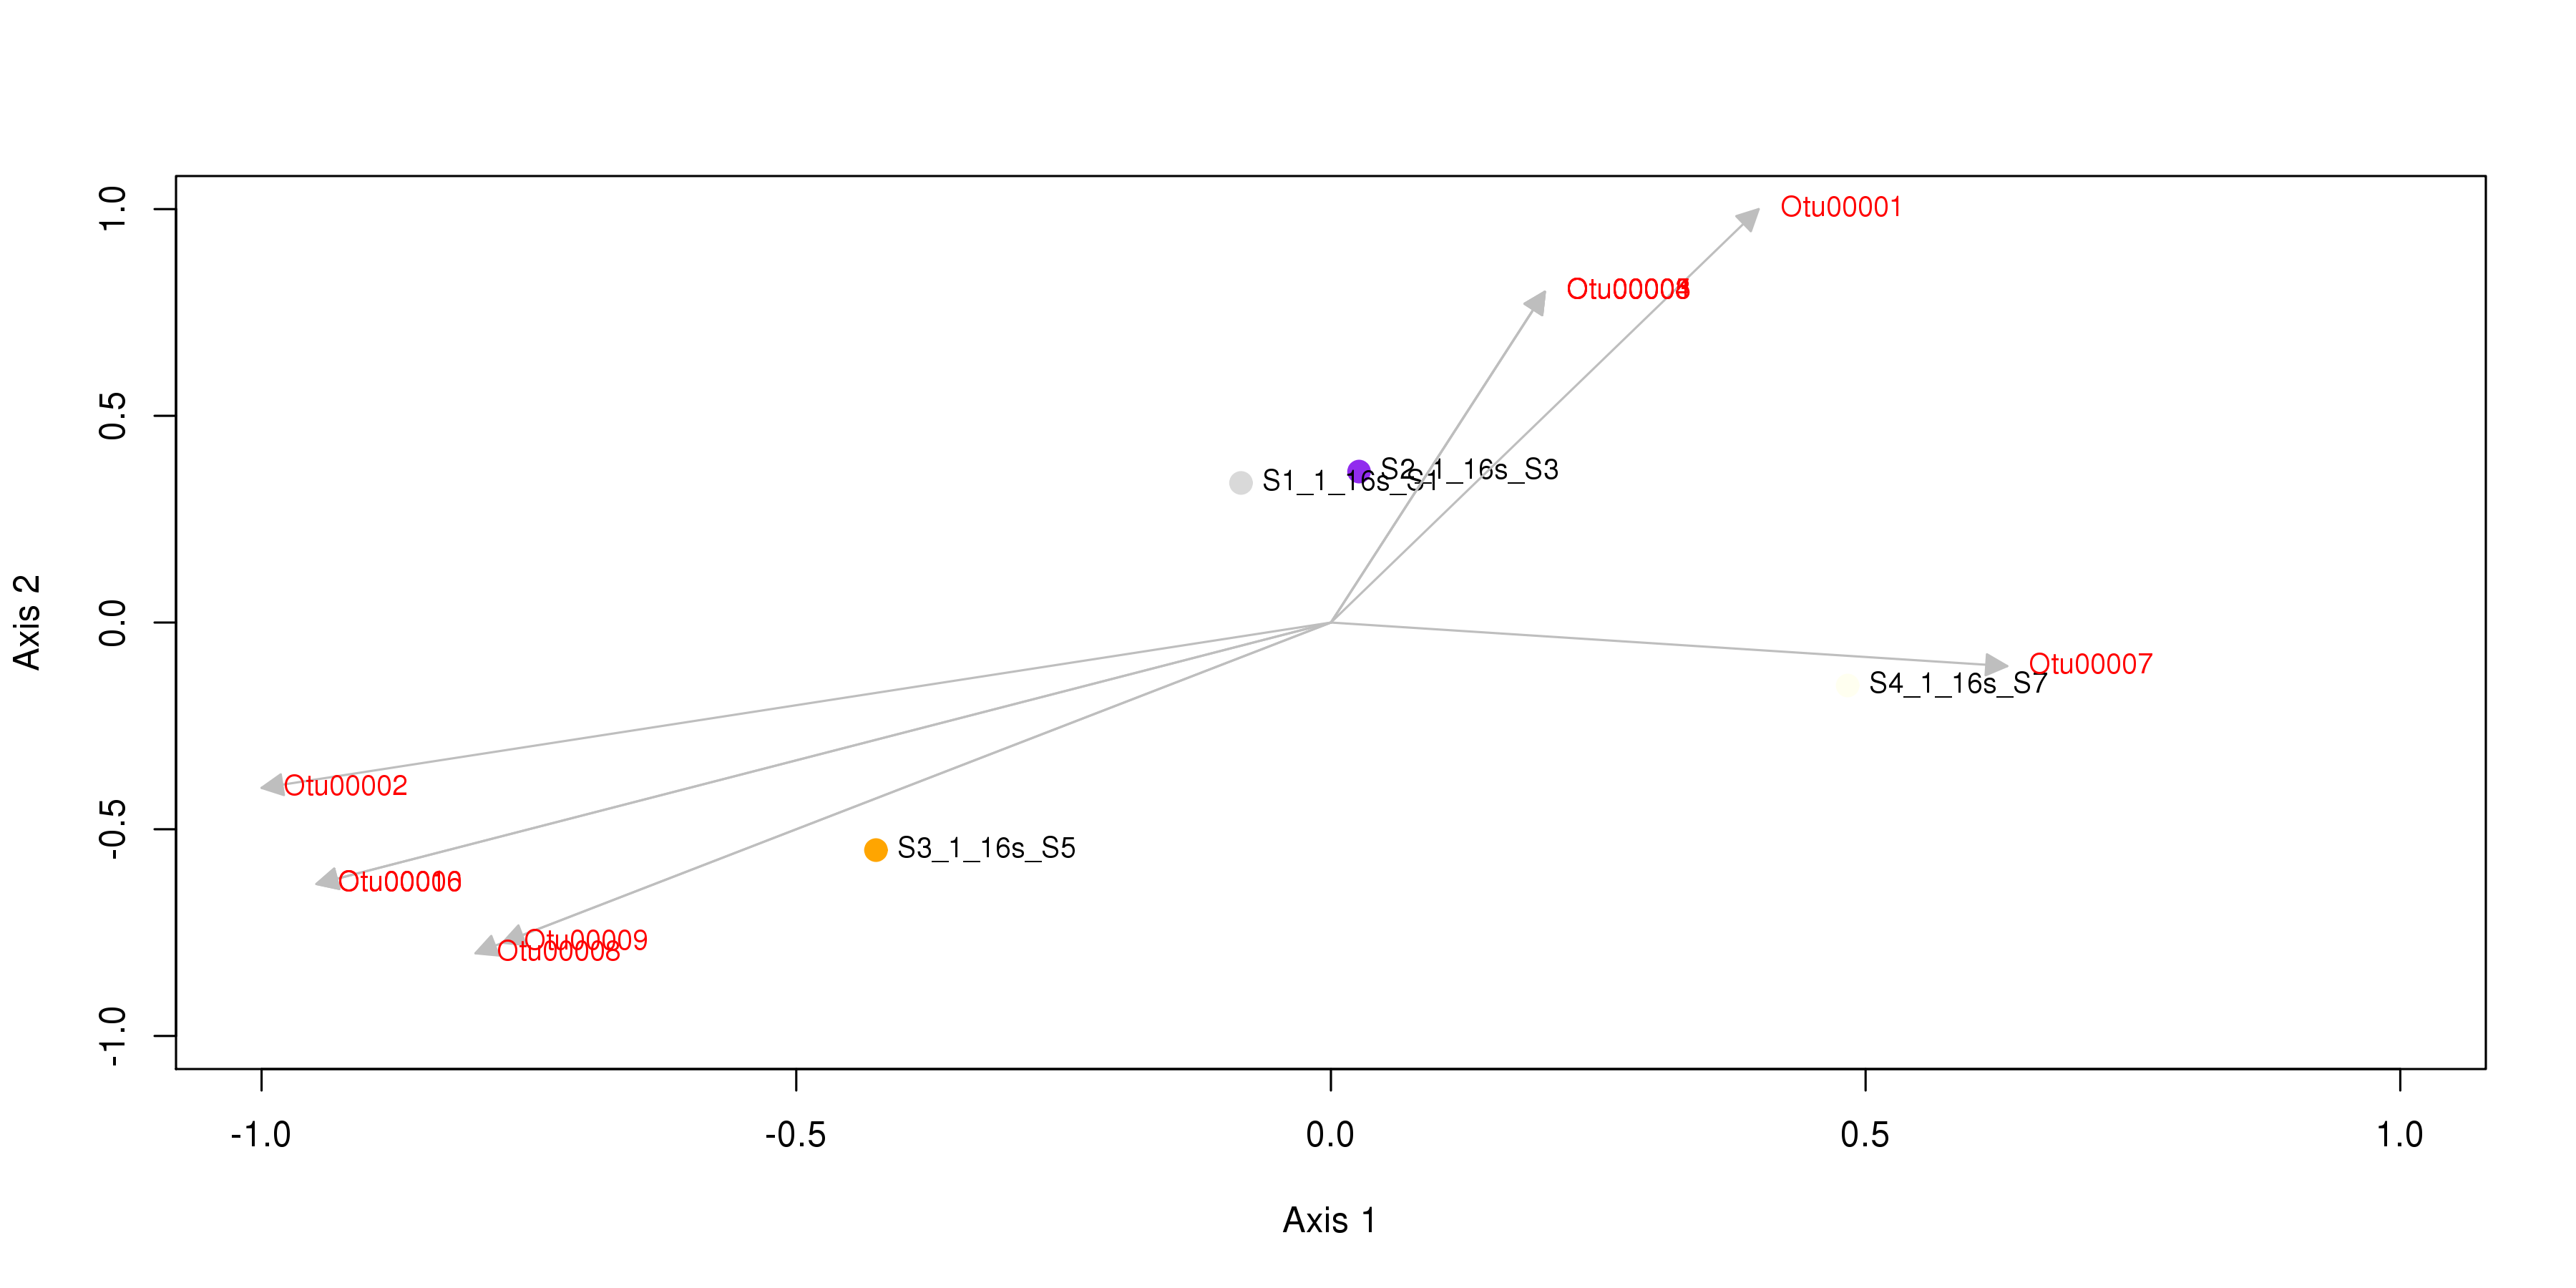 1.0
Otu00001
0.5
S2_1_16s_S3
S1_1_16s_S1
Axis 2
0.0
Otu00007
S4_1_16s_S7
Otu00002
-0.5
S3_1_16s_S5
Otu00009
Otu00008
-1.0
-1.0 -0.5 0.0 0.5 1.0
Axis 1